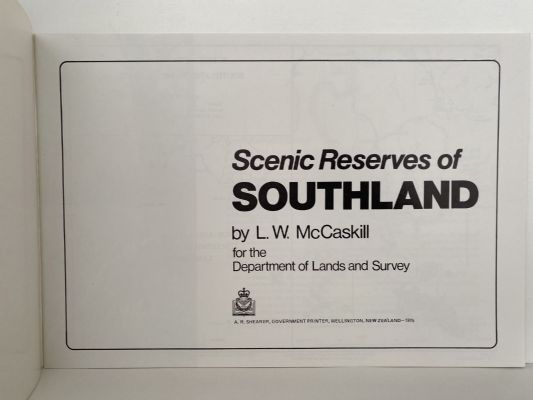 Scenic Reserves of
SOUTHLAND
by L. W. McCaskill
for the
Department of Lands and Survey
A. R. SHEARER, GOVERNMENT PRINTER, WELLINGTON, NEW ZEALAND—